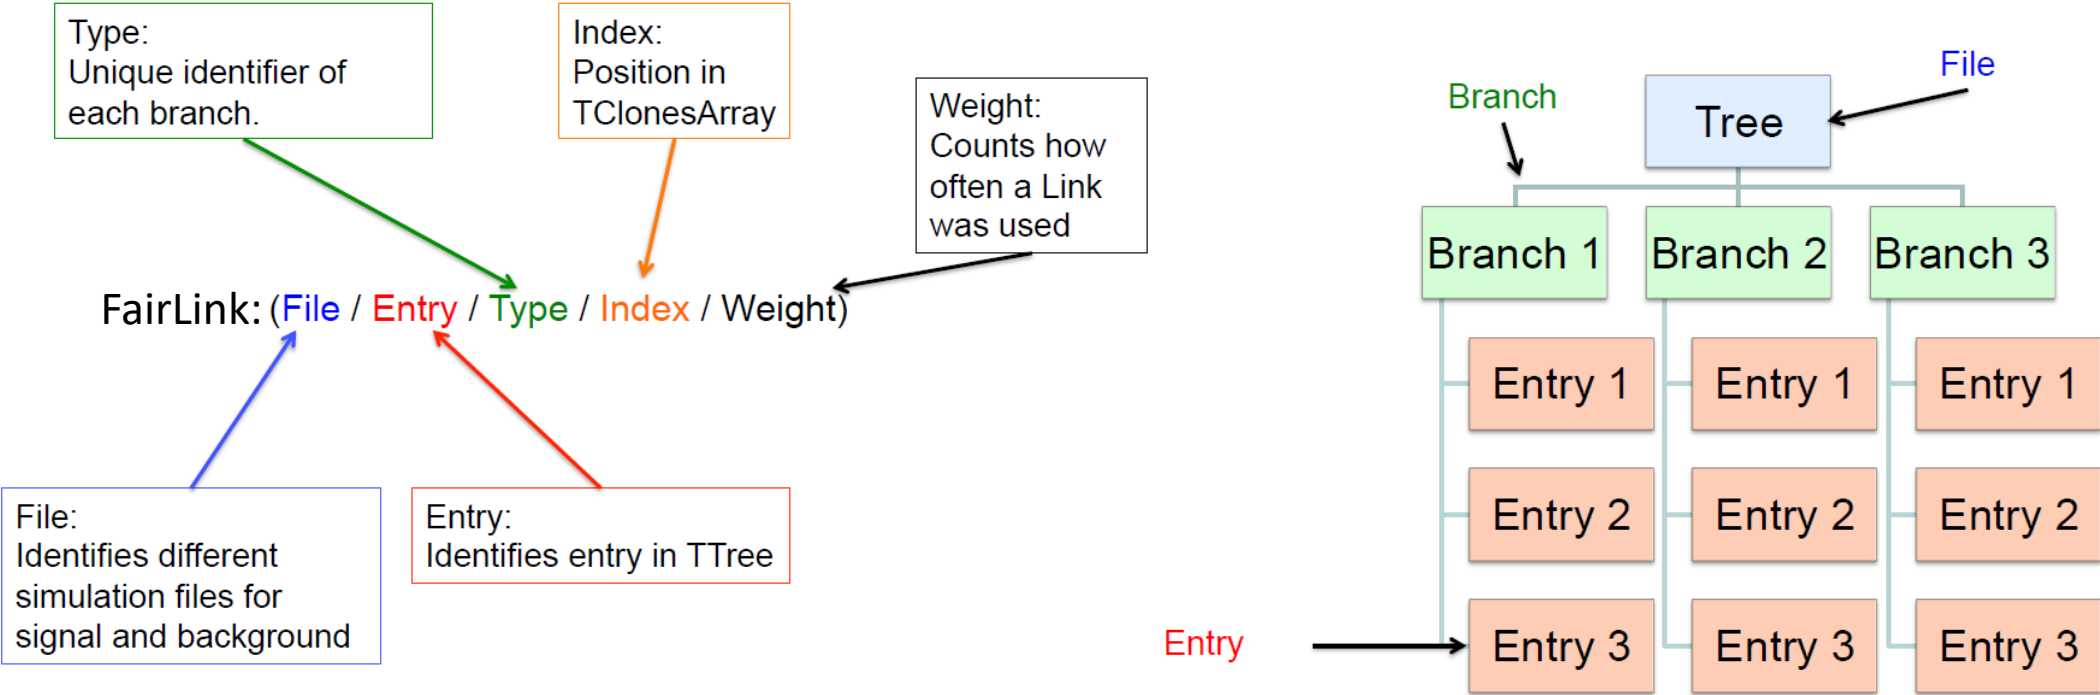 Type:
Unique identifier of
each branch.
Index:
Position in
TClonesArray
Weight:
Counts how
often a Link
was used
FairLink: (File / Entry / Type / Index / Weight)
File:
Identifies different
simulation files for
signal and background
Entry:
Identifies entry in TTree
File
Branch
Tree
Branch 1
Branch 2
Branch 3
Entry 1
Entry 1
Entry 1
Entry 2
Entry 2
Entry 2
Entry
Entry 3
Entry 3
Entry 3